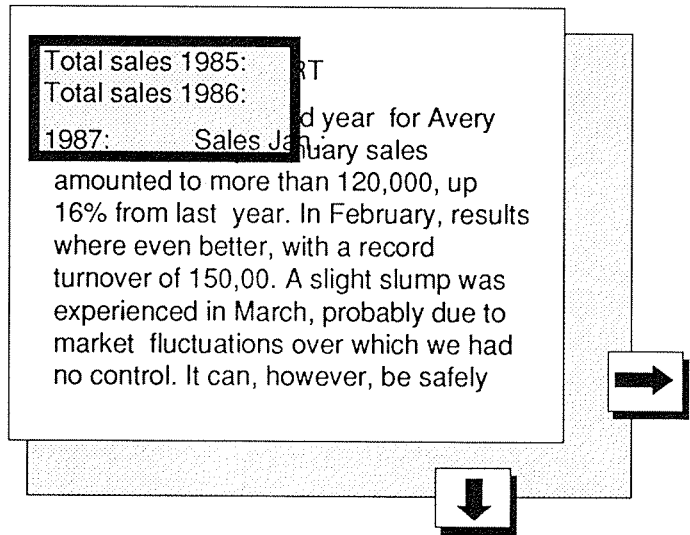 Total sales 1985:
Total sales 1986:
1987: Sales Jan.:
RT
d year for Avery
nuary sales
amounted to more than 120,000, up
16% from last year. In February, results
where even better, with a record
turnover of 150,00. A slight slump was
experienced in March, probably due to
market fluctuations over which we had
no control. It can, however, be safely